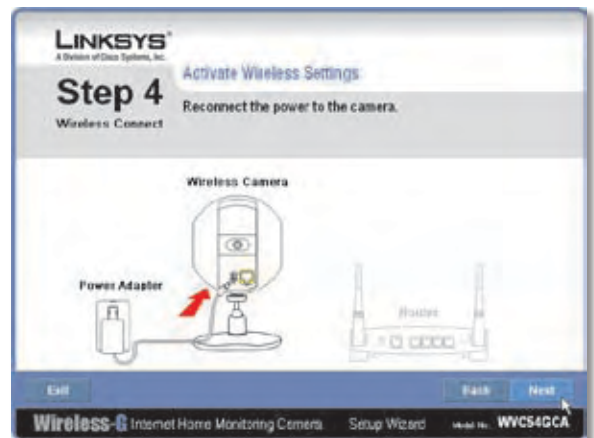 LINKSYS®
A Division of Cisco Systems, Inc.
Step 4
Wireless Connect
Activate Wireless Settings
Reconnect the power to the camera.
Wireless Camera
Power Adapter
Router
Exit
Back
Next
Wireless-G Internet Home Monitoring Camera
Setup Wizard
Model No. WVC54GCA